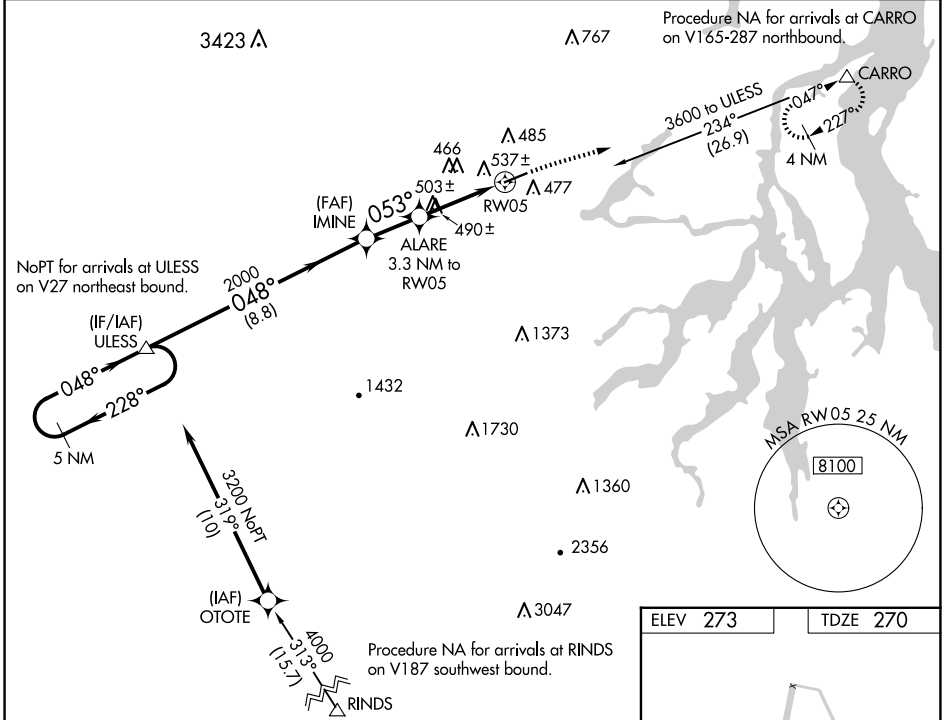 Procedure NA for arrivals at CARRO
on V165-287 northbound.
3423
767
CARRO
047°
227°
4 NM
3600 to ULESS
234°
(26.9)
485
466
537±
503±
477
RW05
490±
053°
(FAF)
IMINE
ALARE
3.3 NM to
RW05
NoPT for arrivals at ULESS
on V27 northeast bound.
2000
048°
(8.8)
(IF/IAF)
ULESS
048°
228°
5 NM
1373
1432
1730
MSA RW05 25 NM
8100
1360
2356
3200 NoPT
319°
(10)
(IAF)
OTOTE
3047
4000
313°
(15.7)
RINDS
Procedure NA for arrivals at RINDS
on V187 southwest bound.
ELEV 273
TDZE 270